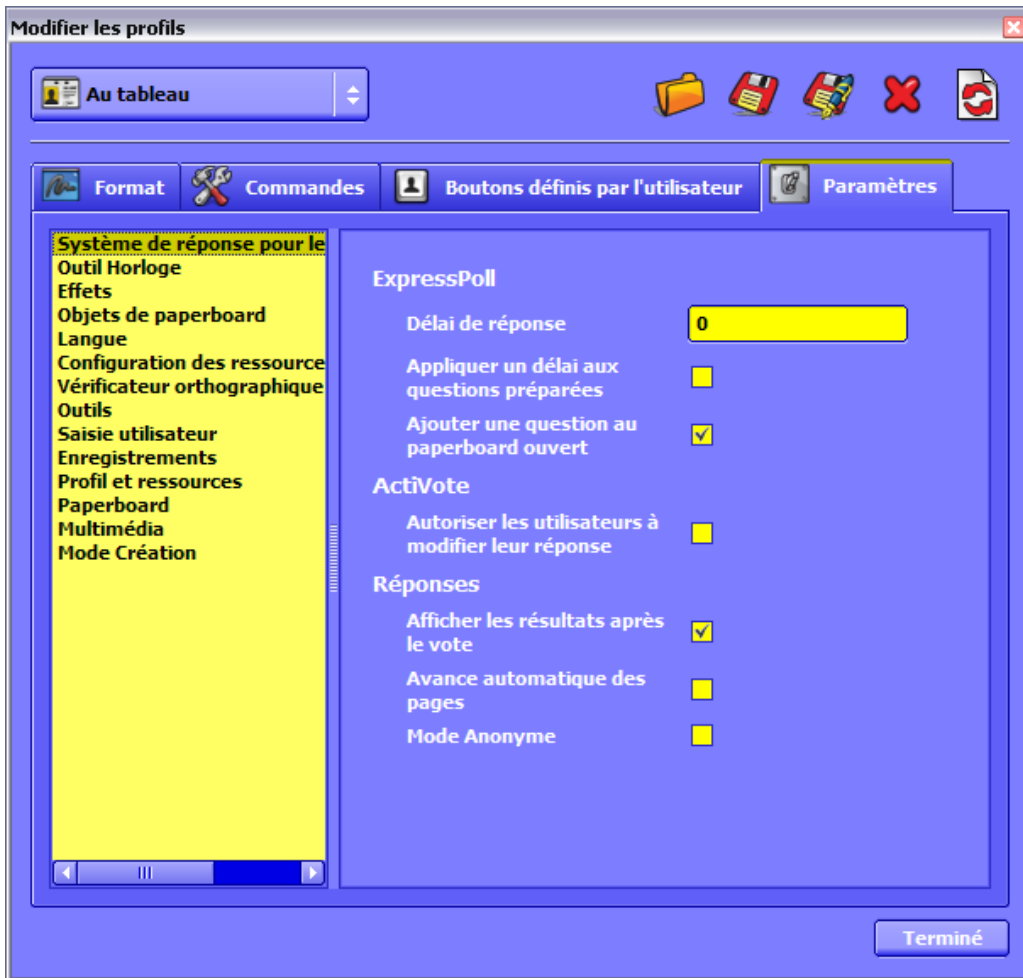 Modifier les profils
Au tableau
Format
Commandes
Boutons définis par l'utilisateur
Paramètres
Système de réponse pour le
Outil Horloge
Effets
Objets de paperboard
Langue
Configuration des ressource
Vérificateur orthographique
Outils
Saisie utilisateur
Enregistrements
Profil et ressources
Paperboard
Multimédia
Mode Création
ExpressPoll
Délai de réponse
0
Appliquer un délai aux
questions préparées
Ajouter une question au
paperboard ouvert
ActiVote
Autoriser les utilisateurs à
modifier leur réponse
Réponses
Afficher les résultats après
le vote
Avance automatique des
pages
Mode Anonyme
Terminé